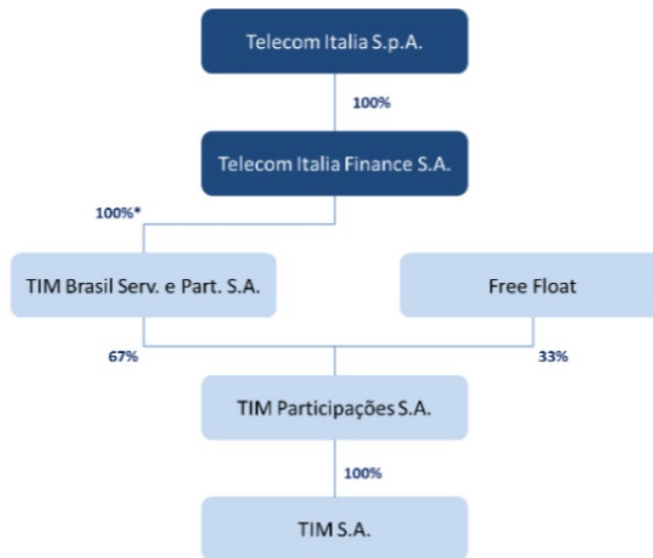 Telecom Italia S.p.A.
100%
Telecom Italia Finance S.A.
100%*
TIM Brasil Serv. e Part. S.A.
Free Float
67%
33%
TIM Participações S.A.
100%
TIM S.A.